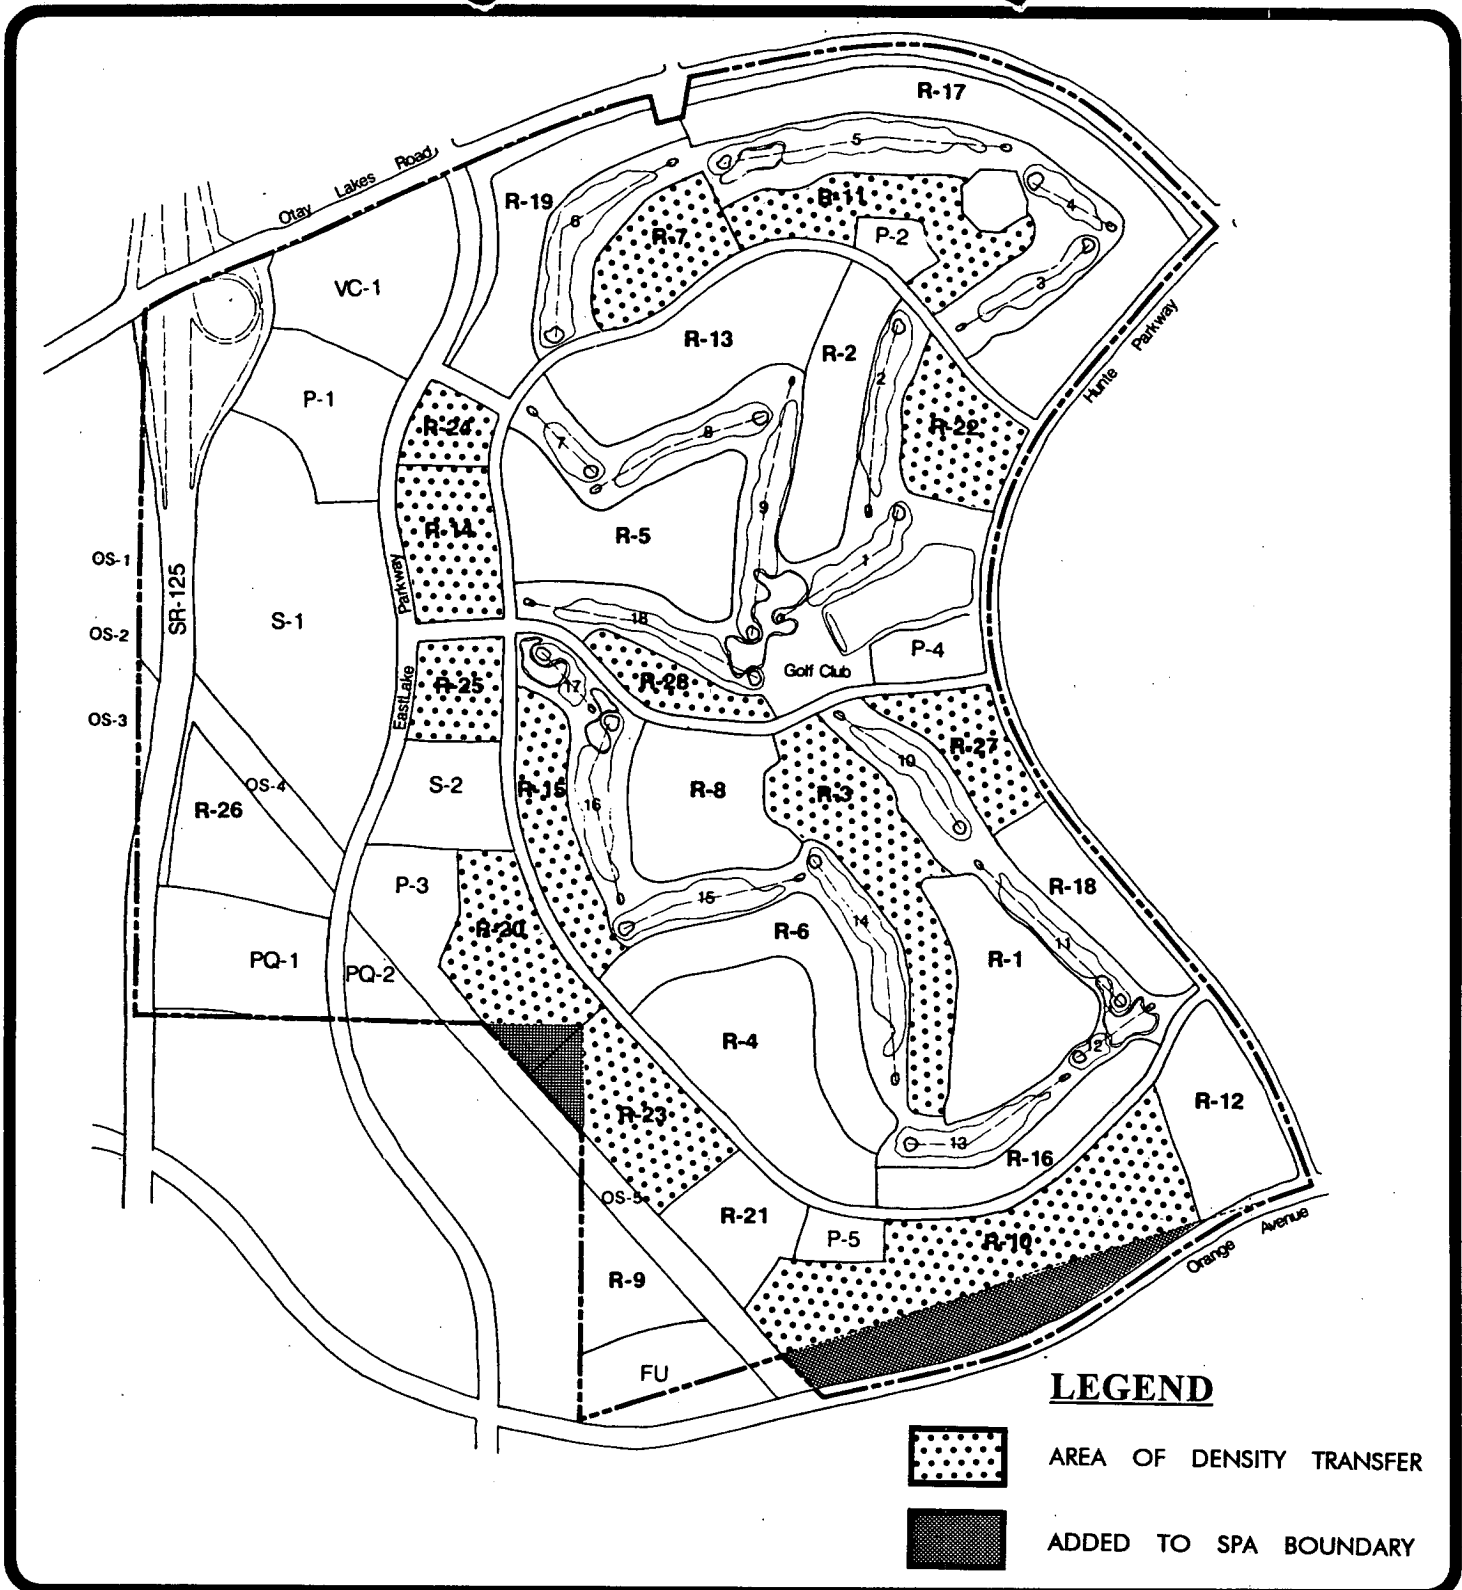 R-17
5
Otay Lakes Road
R-19
6
R-11
4
R-7
P-2
VC-1
3
Hunte Parkway
R-13
R-2
2
P-1
R-24
7
8
R-22
9
R-14
R-5
OS-1
1
Parkway
SR-125
S-1
18
OS-2
P-4
Golf Club
R-25
17
R-28
EastLake
OS-3
R-27
10
S-2
OS-4
R-15
R-8
R-3
16
R-26
P-3
15
R-18
14
R-20
R-6
11
PQ-1
PQ-2
R-1
R-4
12
R-23
R-12
13
R-16
OS-5
R-21
P-5
R-10
Orange Avenue
R-9
FU
LEGEND
AREA OF DENSITY TRANSFER
ADDED TO SPA BOUNDARY